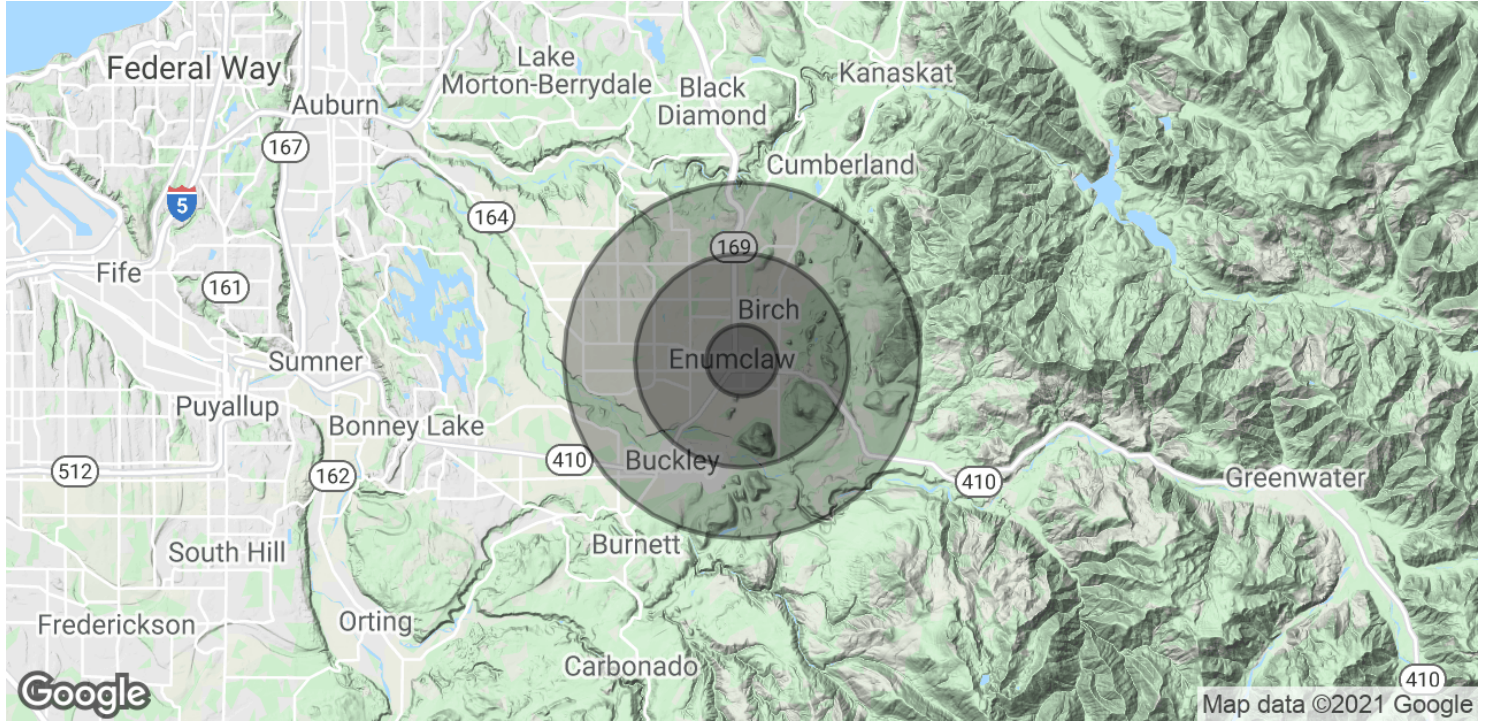 Federal Way
Lake
Morton-Berrydale
Kanaskat
Black
Diamond
Auburn
167
Cumberland
5
164
169
Fife
161
Birch
Enumclaw
Sumner
Puyallup
Bonney Lake
512
162
410
Buckley
410
Greenwater
South Hill
Burnett
Frederickson
Orting
Carbonado
410
Google
Map data ©2021 Google